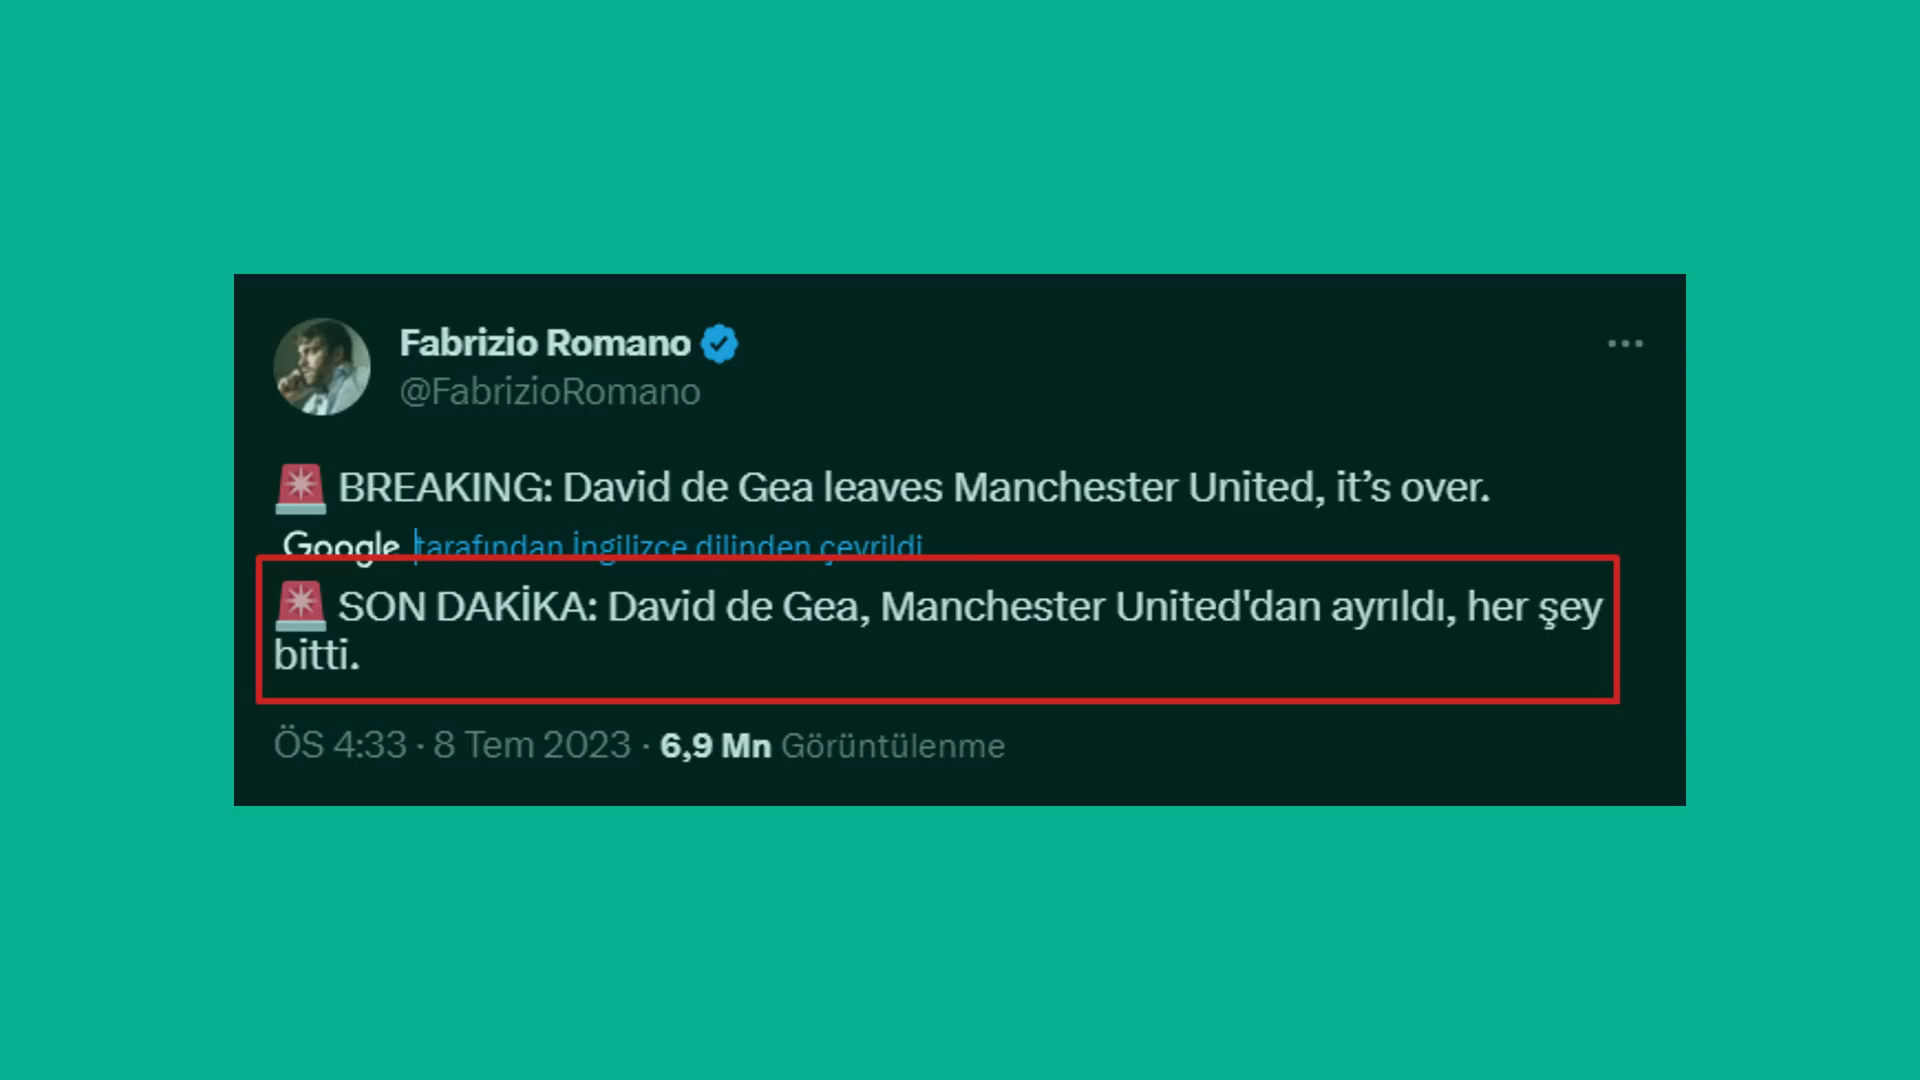 Fabrizio Romano
@FabrizioRomano
🚨 BREAKING: David de Gea leaves Manchester United, it’s over.
Google tarafından İngilizce dilinden çevrildi
🚨 SON DAKİKA: David de Gea, Manchester United'dan ayrıldı, her şey
bitti.
ÖS 4:33 · 8 Tem 2023 · 6,9 Mn Görüntülenme